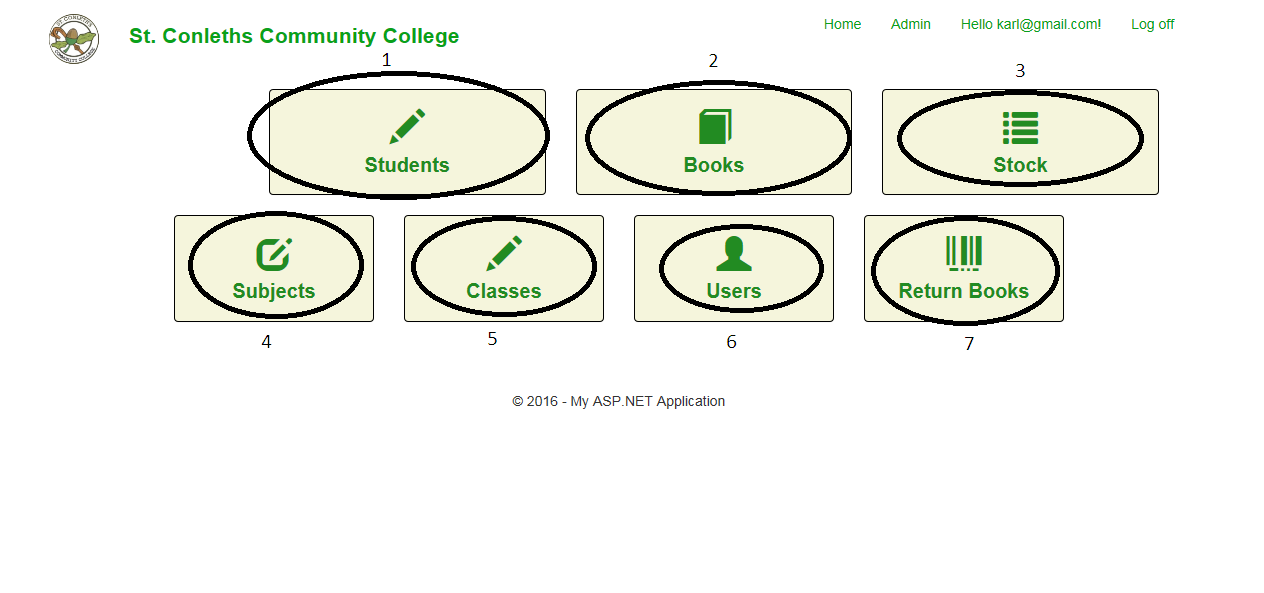 St. Conleths Community College
Home Admin Hello karl@gmail.com! Log off
1 2 3
Students Books Stock
Subjects Classes Users Return Books
4 5 6 7
© 2016 - My ASP.NET Application